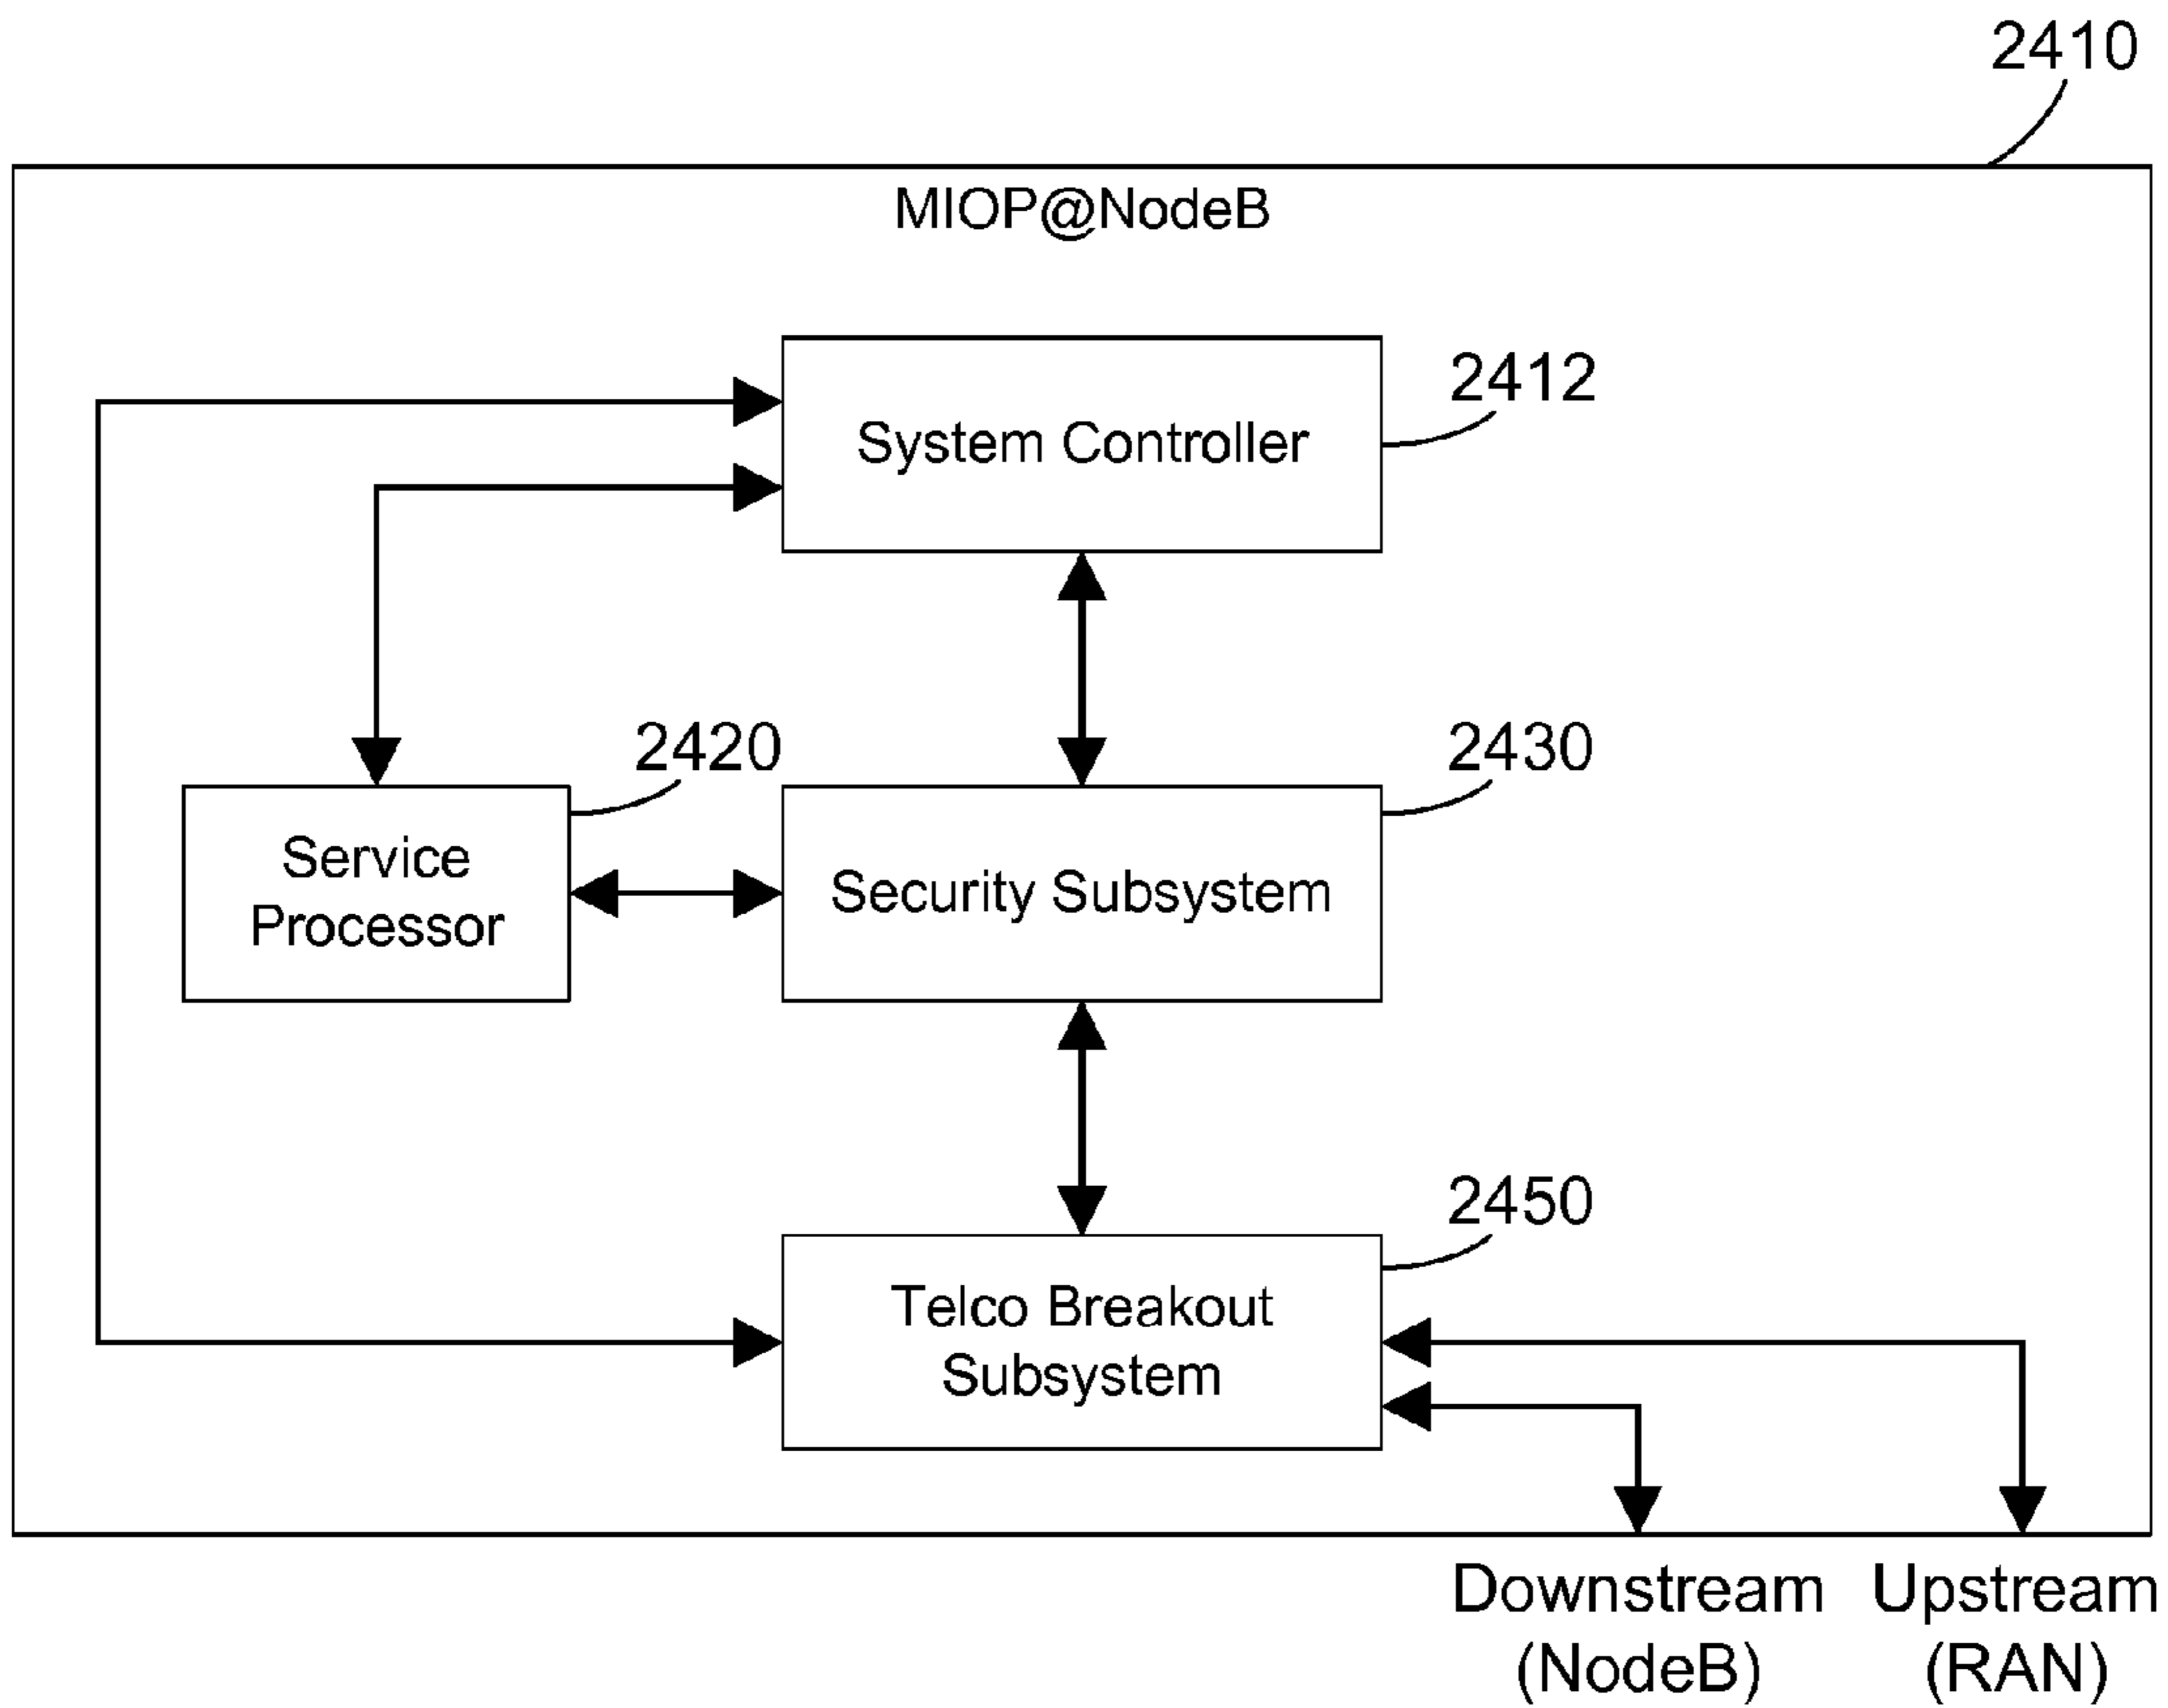 2410
MIOP@NodeB
2412
System Controller
2420
2430
Service
Processor
Security Subsystem
2450
Telco Breakout
Subsystem
Downstream
(NodeB)
Upstream
(RAN)